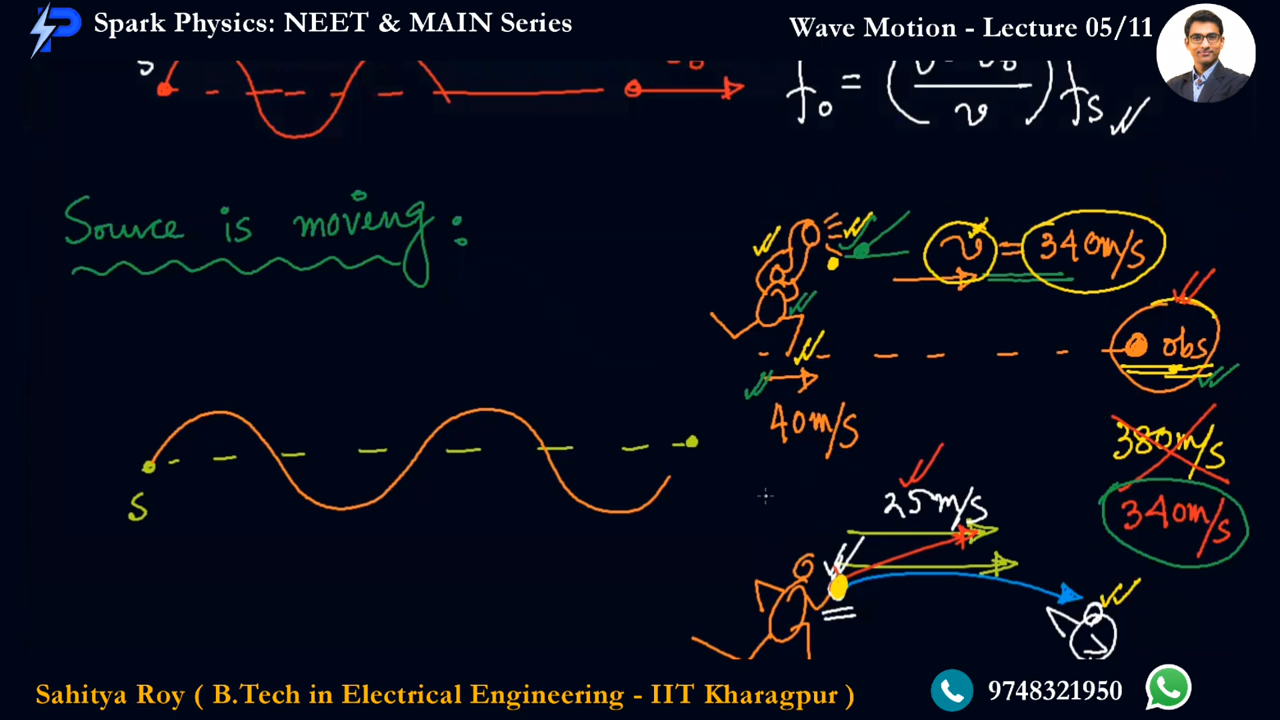 Spark Physics: NEET & MAIN Series
Wave Motion - Lecture 05/11
S
f₀ = (v - v₀ / v) fs
Source is moving:
v = 340m/s
obs
40m/s
380m/s
S
25m/s
340m/s
Sahitya Roy ( B.Tech in Electrical Engineering - IIT Kharagpur )
9748321950